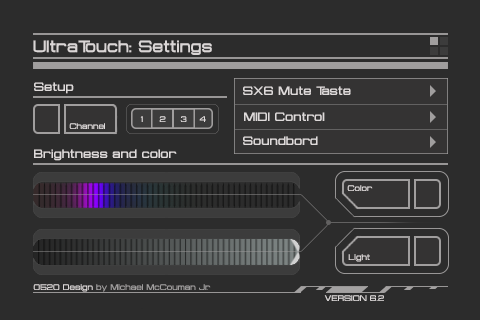 UltraTouch: Settings
Setup
Channel
1 2 3 4
SX6 Mute Taste
MIDI Control
Soundbord
Brightness and color
Color
Light
0620 Design by Michael McCouman Jr
VERSION 6.2